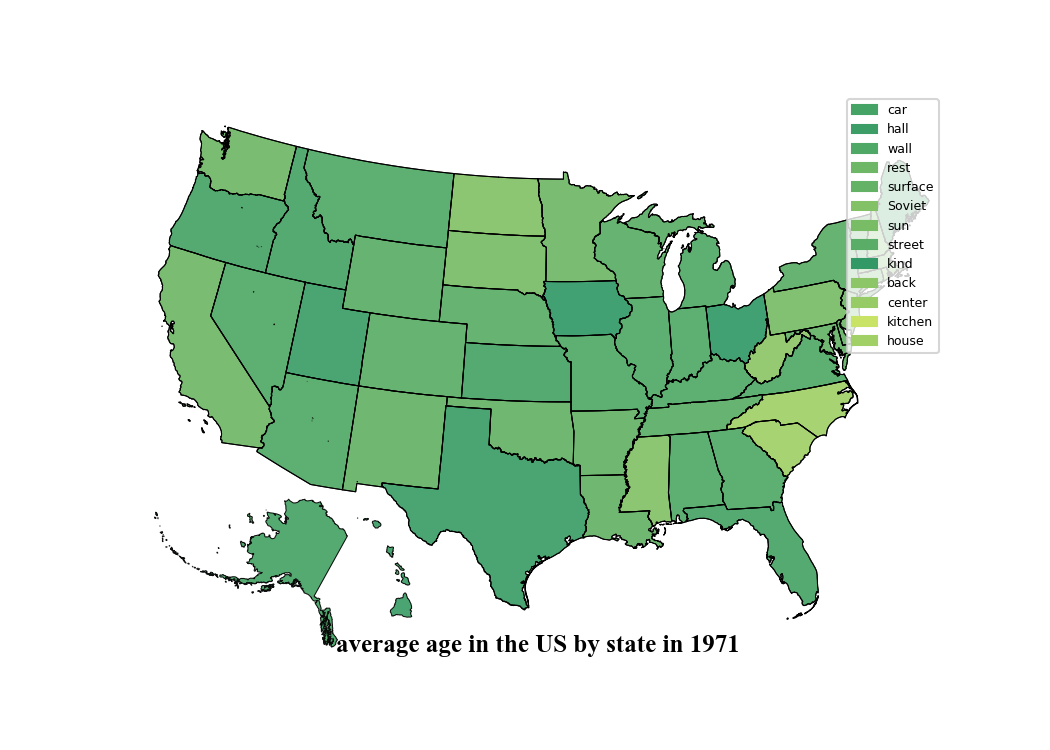 car
hall
wall
rest
surface
Soviet
sun
street
kind
back
center
kitchen
house
average age in the US by state in 1971